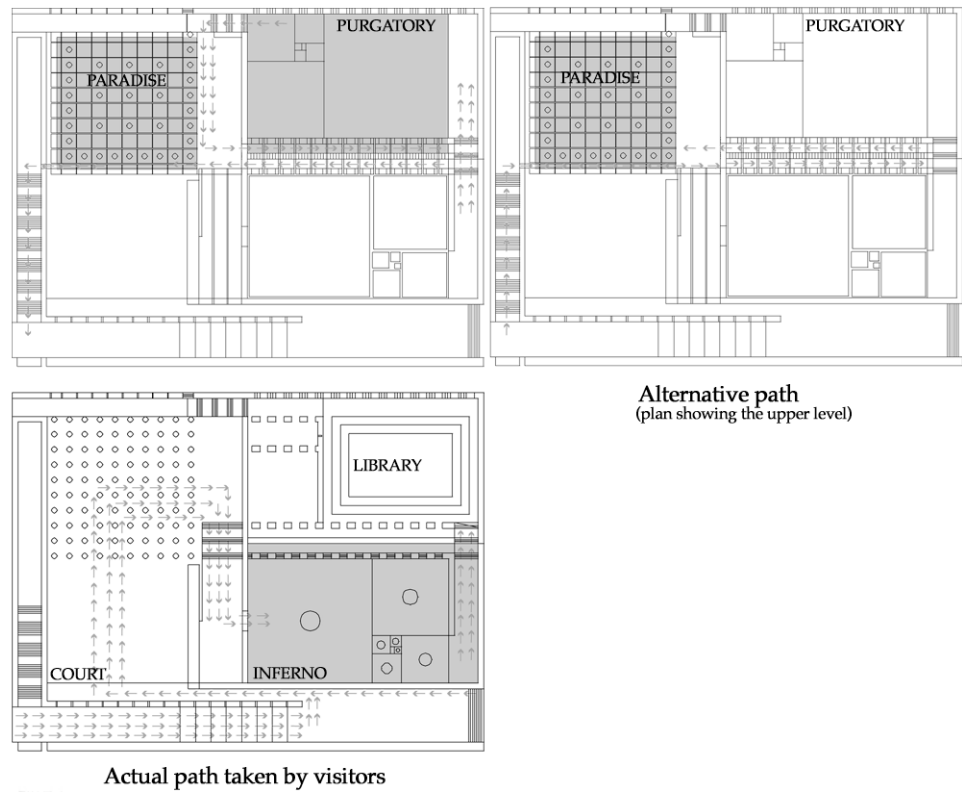 PURGATORY
PARADISE
PURGATORY
PARADISE
Alternative path
(plan showing the upper level)
LIBRARY
COURT
INFERNO
Actual path taken by visitors